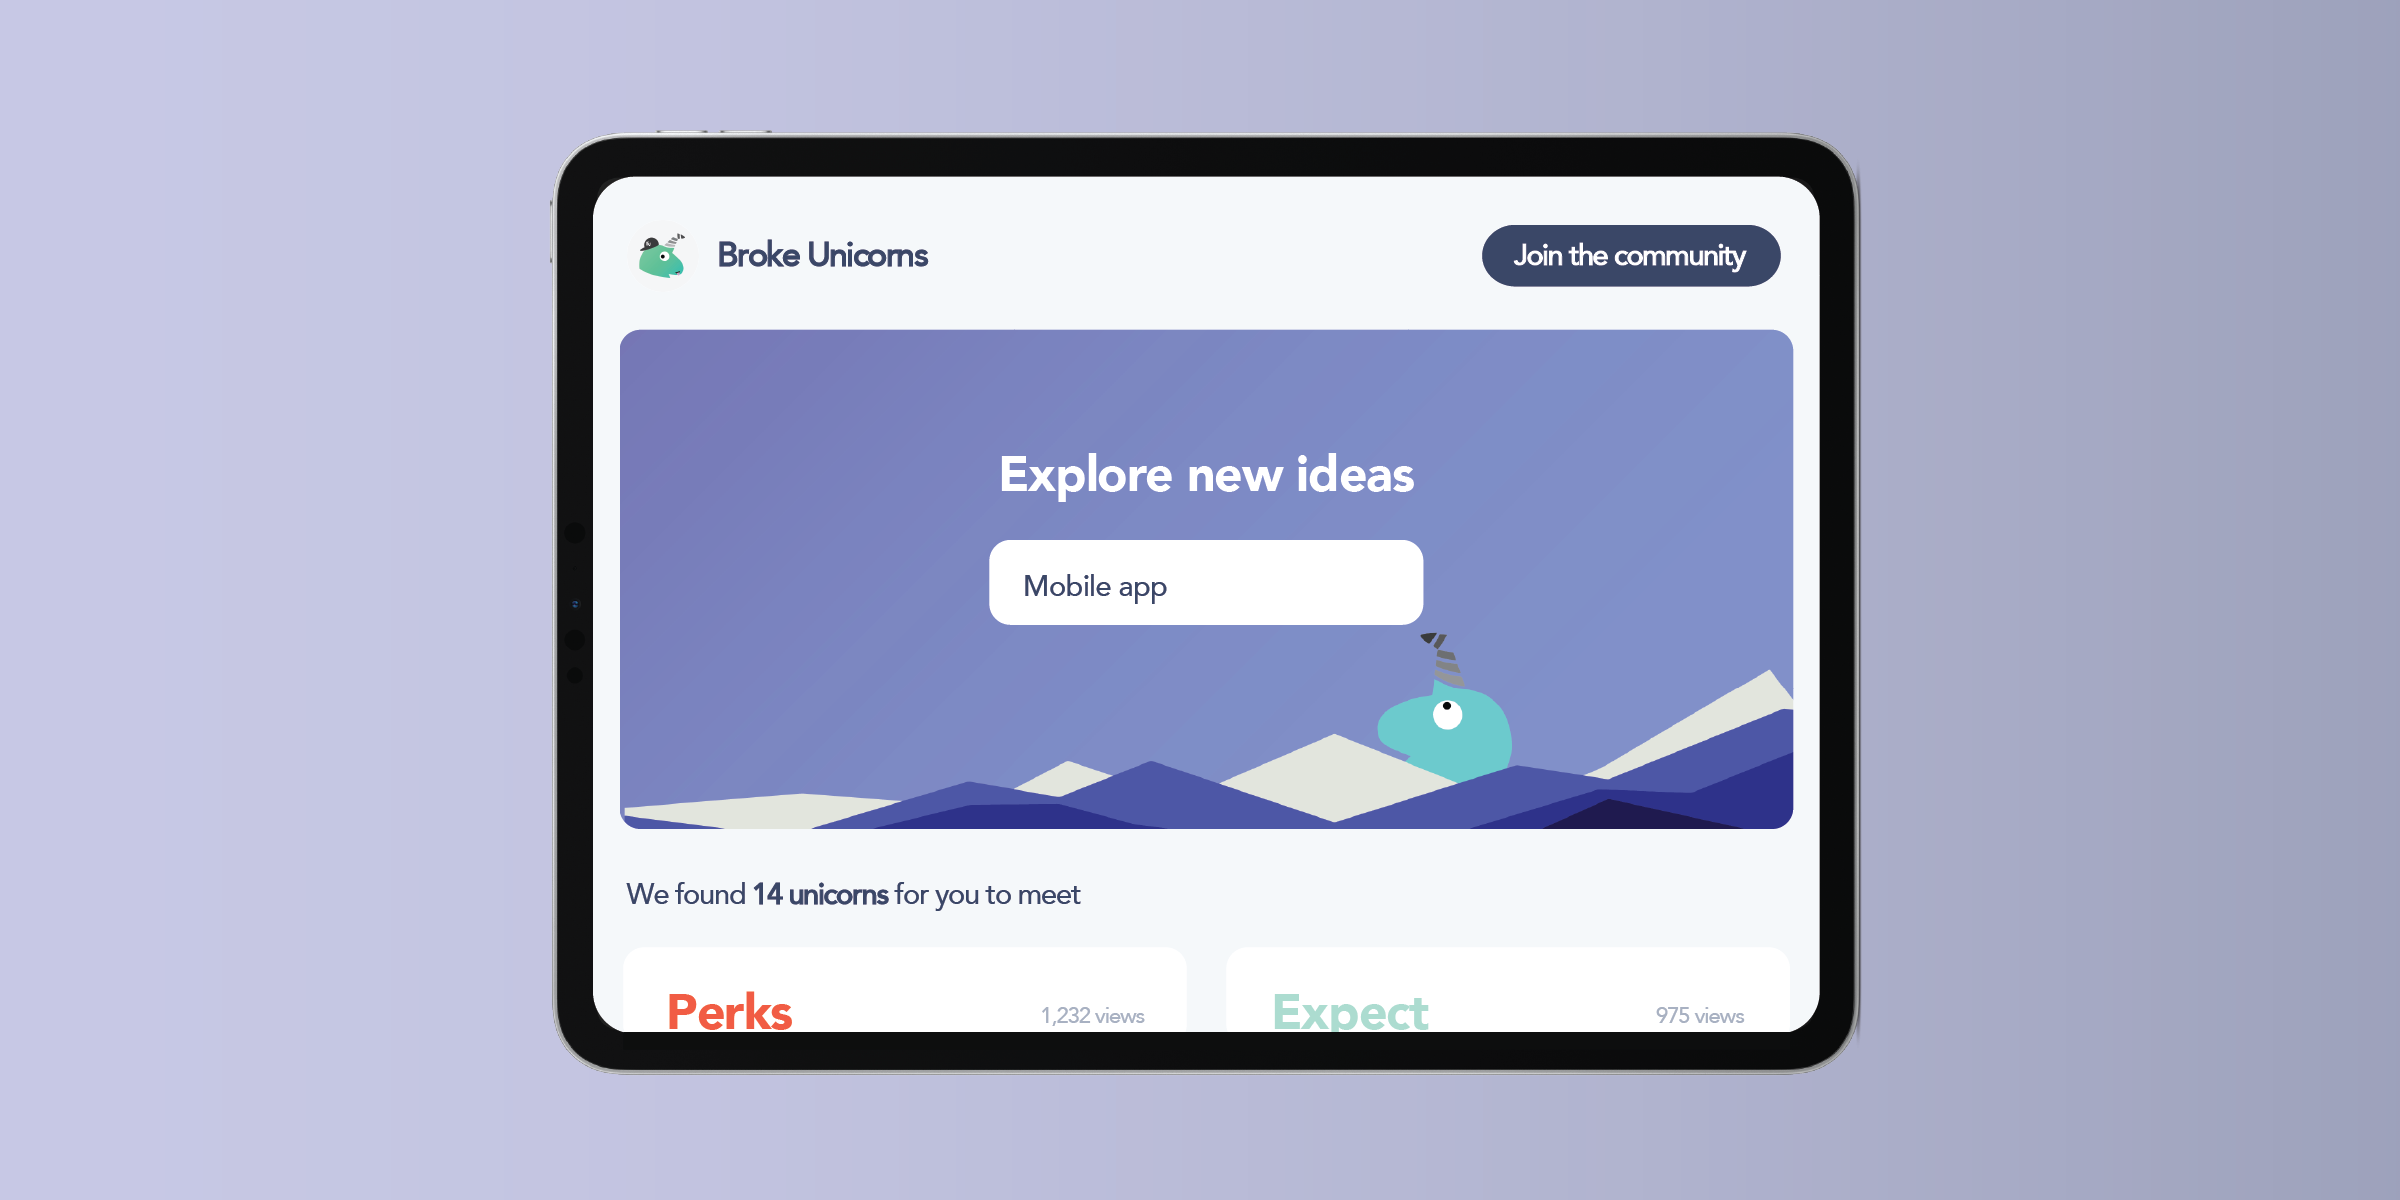 Broke Unicorns
Join the community
Explore new ideas
Mobile app
We found 14 unicorns for you to meet
Perks
1,232 views
Expect
975 views